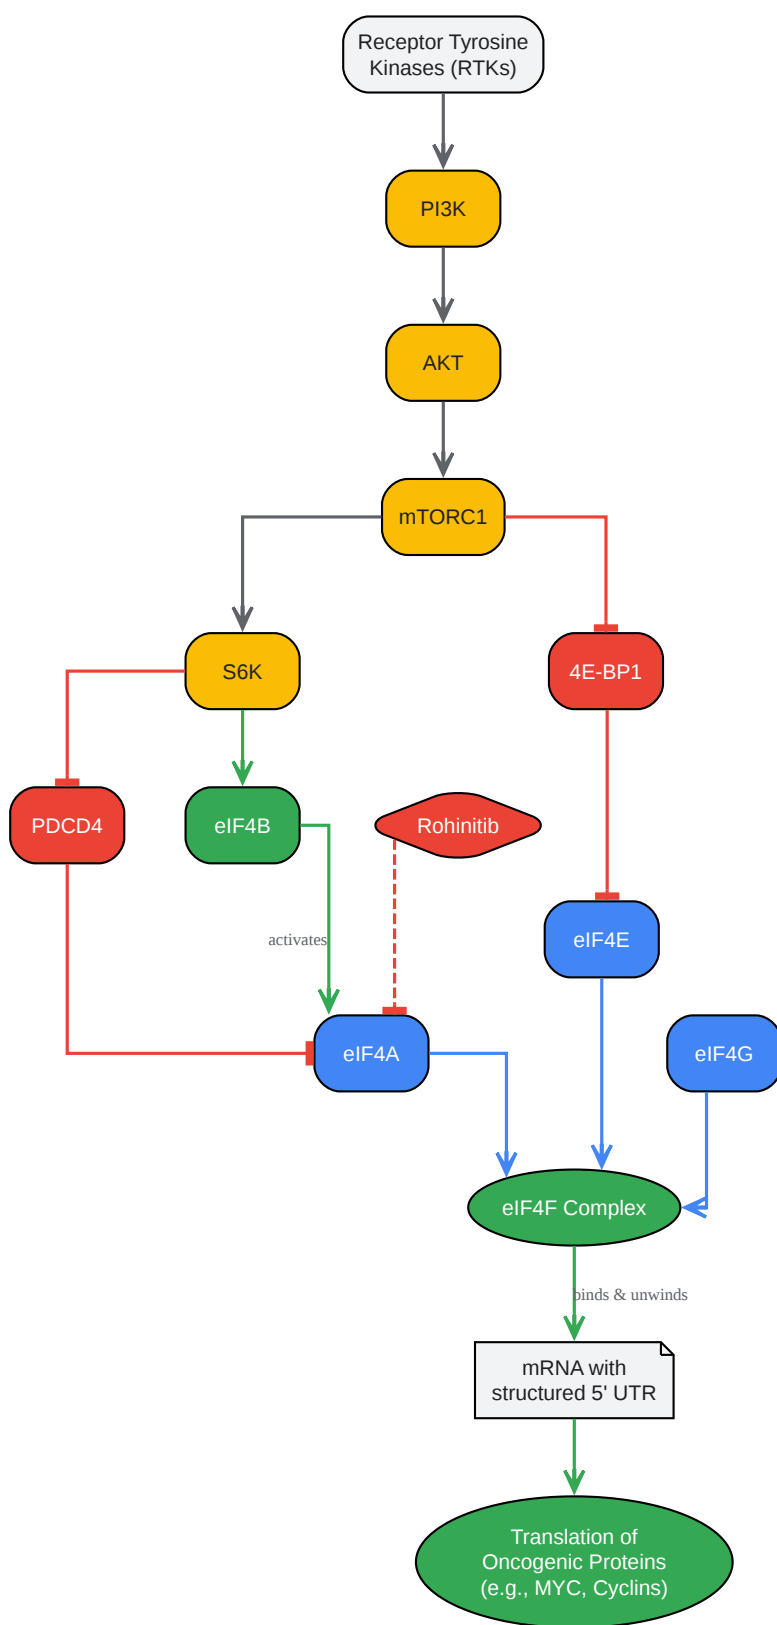 Receptor Tyrosine
Kinases (RTKs)
PI3K
AKT
mTORC1
S6K
4E-BP1
PDCD4
eIF4B
Rohinitib
activates
eIF4E
eIF4A
eIF4G
eIF4F Complex
binds & unwinds
mRNA with
structured 5' UTR
Translation of
Oncogenic Proteins
(e.g., MYC, Cyclins)